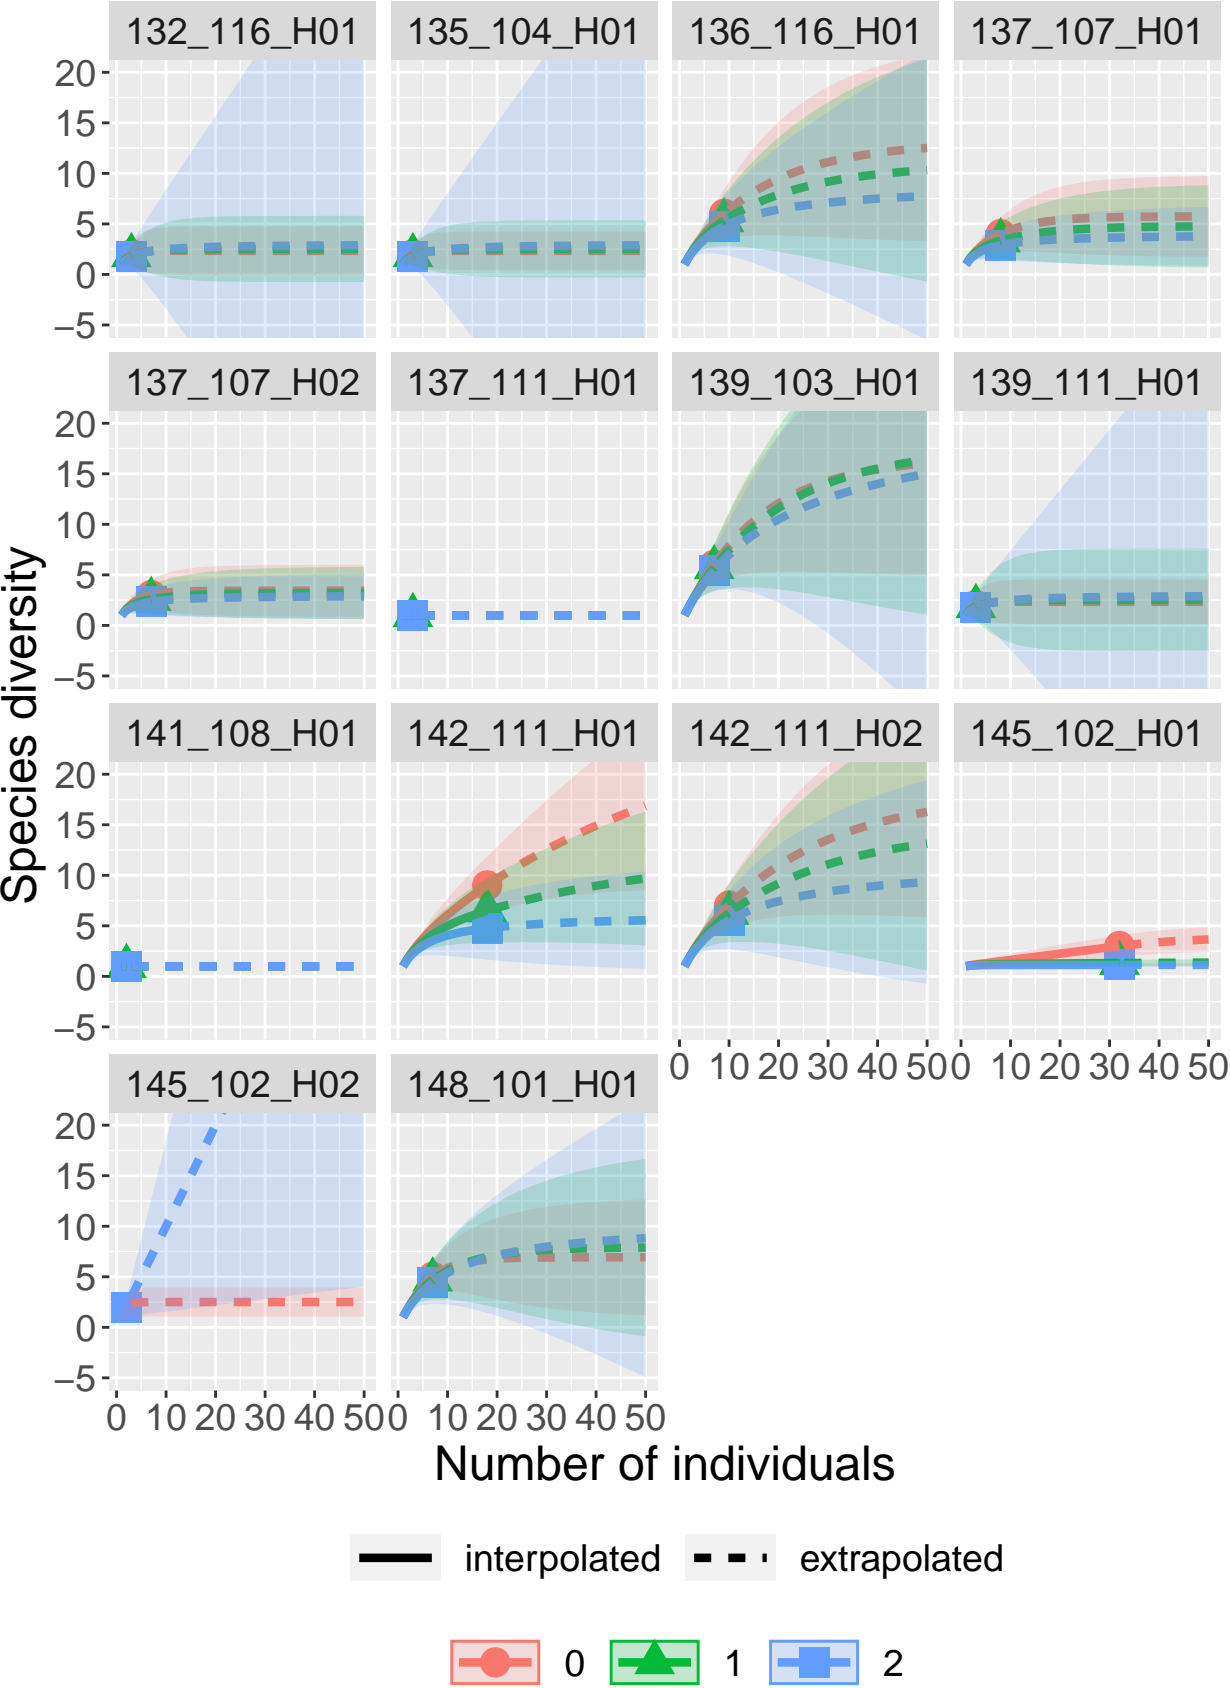 132_116_H01 135_104_H01 136_116_H01 137_107_H01
20
15
10
5
0
−5
137_107_H02 137_111_H01 139_103_H01 139_111_H01
20
15
10
5
0
−5
Species diversity
141_108_H01 142_111_H01 142_111_H02 145_102_H01
20
15
10
5
0
−5
0 10 20 30 40 50 0 10 20 30 40 50
145_102_H02 148_101_H01
20
15
10
5
0
−5
0 10 20 30 40 50 0 10 20 30 40 50
Number of individuals
interpolated extrapolated
0 1 2